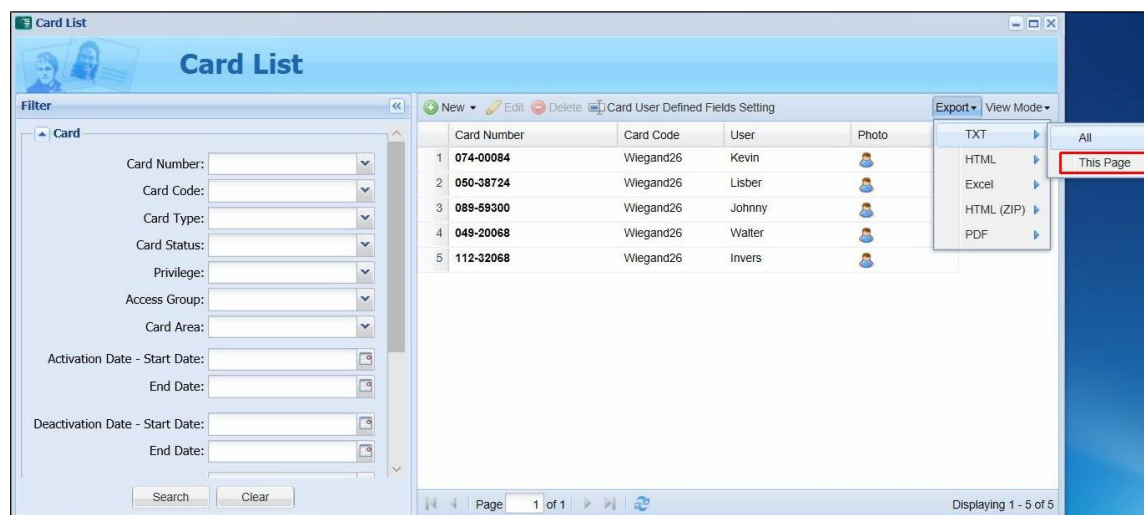 Card List
Card List
Filter
Card
Card Number:
Card Code:
Card Type:
Card Status:
Privilege:
Access Group:
Card Area:
Activation Date - Start Date:
End Date:
Deactivation Date - Start Date:
End Date:
Search Clear
New Edit Delete Card User Defined Fields Setting Export View Mode
Card Number Card Code User Photo
1 074-00084 Wiegand26 Kevin
2 050-38724 Wiegand26 Lisber
3 089-59300 Wiegand26 Johnny
4 049-20068 Wiegand26 Walter
5 112-32068 Wiegand26 Invers
TXT
HTML
Excel
HTML (ZIP)
PDF
All
This Page
Page 1 of 1
Displaying 1 - 5 of 5